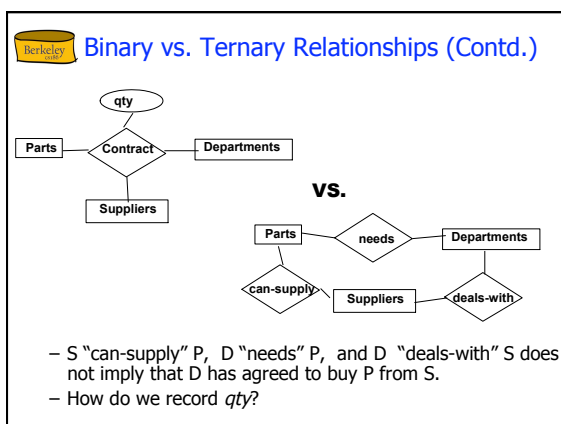 Berkeley
Binary vs. Ternary Relationships (Contd.)
qty
Parts
Contract
Departments
Suppliers
vs.
Parts
needs
Departments
can-supply
Suppliers
deals-with
– S “can-supply” P, D “needs” P, and D “deals-with” S does
not imply that D has agreed to buy P from S.
– How do we record qty?